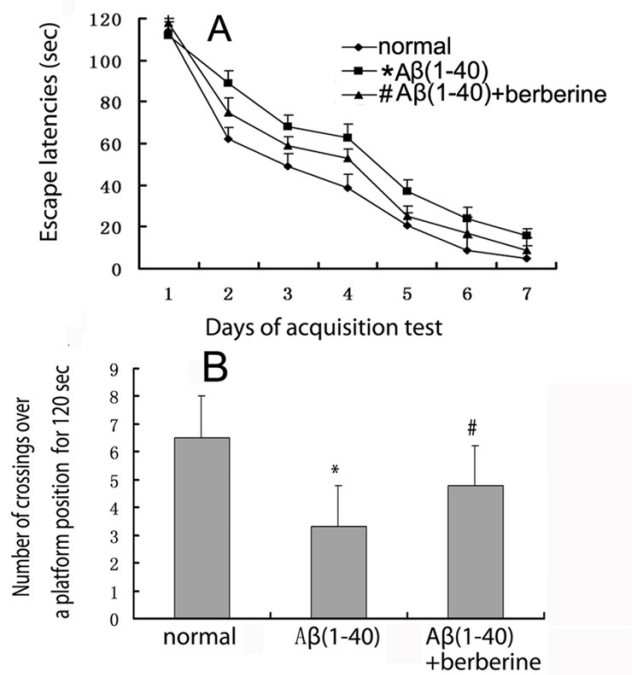 A
Escape latencies (sec)
120
100
80
60
40
20
0
normal
*Aβ(1-40)
#Aβ(1-40)+berberine
1 2 3 4 5 6 7
Days of acquisition test
B
Number of crossings over
a platform position for 120 sec
9
8
7
6
5
4
3
2
1
0
*
#
normal Aβ(1-40) Aβ(1-40)
+berberine